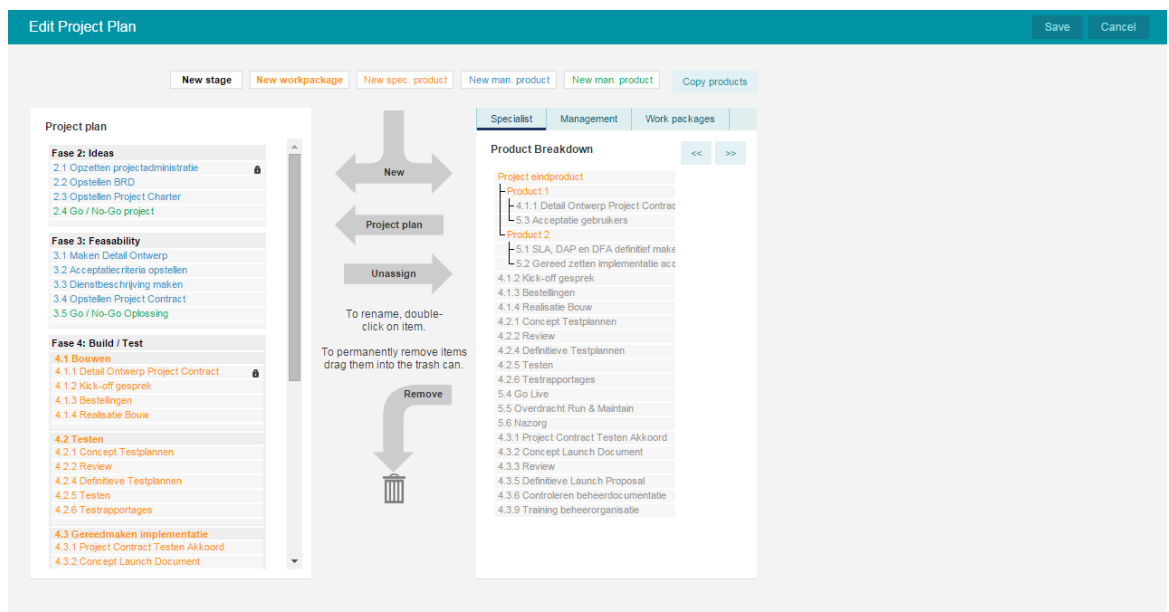 Edit Project Plan
Save
Cancel
New stage
New workpackage
New spec. product
New man. product
New man. product
Copy products
Project plan
Fase 2: Ideas
2.1 Opzetten projectadministratie
2.2 Opstellen BRD
2.3 Opstellen Project Charter
2.4 Go / No-Go project
Fase 3: Feasability
3.1 Maken Detail Ontwerp
3.2 Acceptatiecriteria opstellen
3.3 Dienstbeschrijving maken
3.4 Opstellen Project Contract
3.5 Go / No-Go Oplossing
Fase 4: Build / Test
4.1 Bouwen
4.1.1 Detail Ontwerp Project Contract
4.1.2 Kick-off gesprek
4.1.3 Bestellingen
4.1.4 Realisatie Bouw
4.2 Testen
4.2.1 Concept Testplannen
4.2.2 Review
4.2.4 Definitieve Testplannen
4.2.5 Testen
4.2.6 Testrapportages
4.3 Gereedmaken implementatie
4.3.1 Project Contract Testen Akkoord
4.3.2 Concept Launch Document
New
Project plan
Unassign
To rename, double-
click on item.
To permanently remove items
drag them into the trash can.
Remove
Specialist
Management
Work packages
Product Breakdown
<<
>>
Project eindproduct
Product 1
4.1.1 Detail Ontwerp Project Contrac
5.3 Acceptatie gebruikers
Product 2
5.1 SLA, DAP en DFA definitief make
5.2 Gereed zetten implementatie acc
4.1.2 Kick-off gesprek
4.1.3 Bestellingen
4.1.4 Realisatie Bouw
4.2.1 Concept Testplannen
4.2.2 Review
4.2.4 Definitieve Testplannen
4.2.5 Testen
4.2.6 Testrapportages
5.4 Go Live
5.5 Overdracht Run & Maintain
5.6 Nazorg
4.3.1 Project Contract Testen Akkoord
4.3.2 Concept Launch Document
4.3.3 Review
4.3.5 Definitieve Launch Proposal
4.3.6 Controleren beheerdocumentatie
4.3.9 Training beheerorganisatie